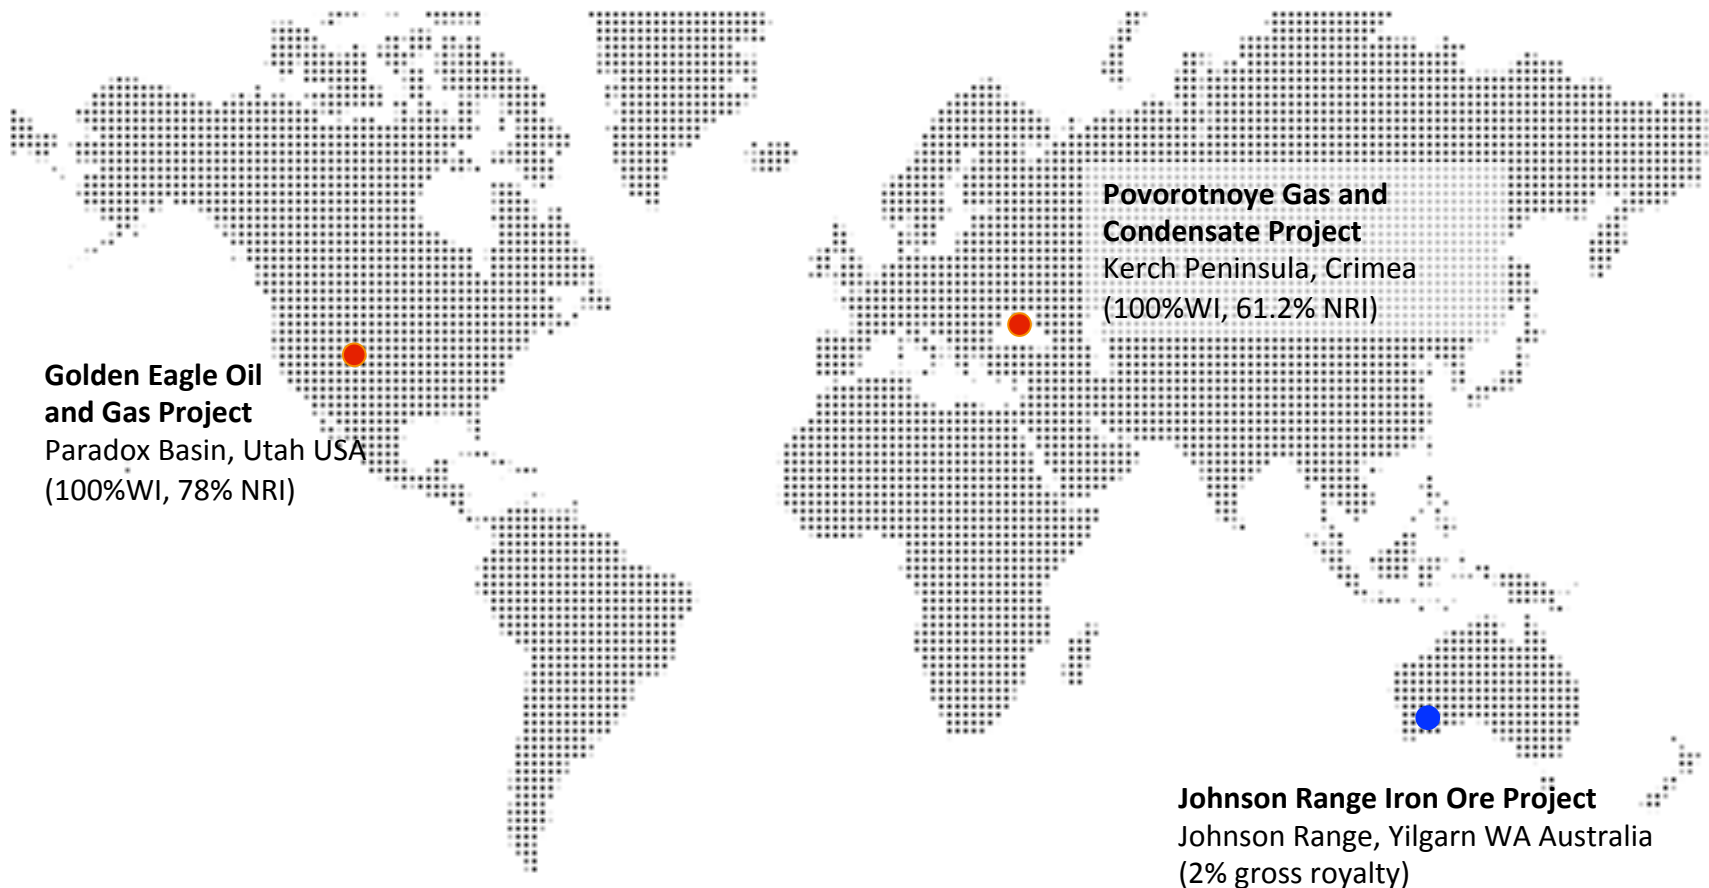 Povorotnoye Gas and
Condensate Project
Kerch Peninsula, Crimea
(100%WI, 61.2% NRI)
Golden Eagle Oil
and Gas Project
Paradox Basin, Utah USA
(100%WI, 78% NRI)
Johnson Range Iron Ore Project
Johnson Range, Yilgarn WA Australia
(2% gross royalty)